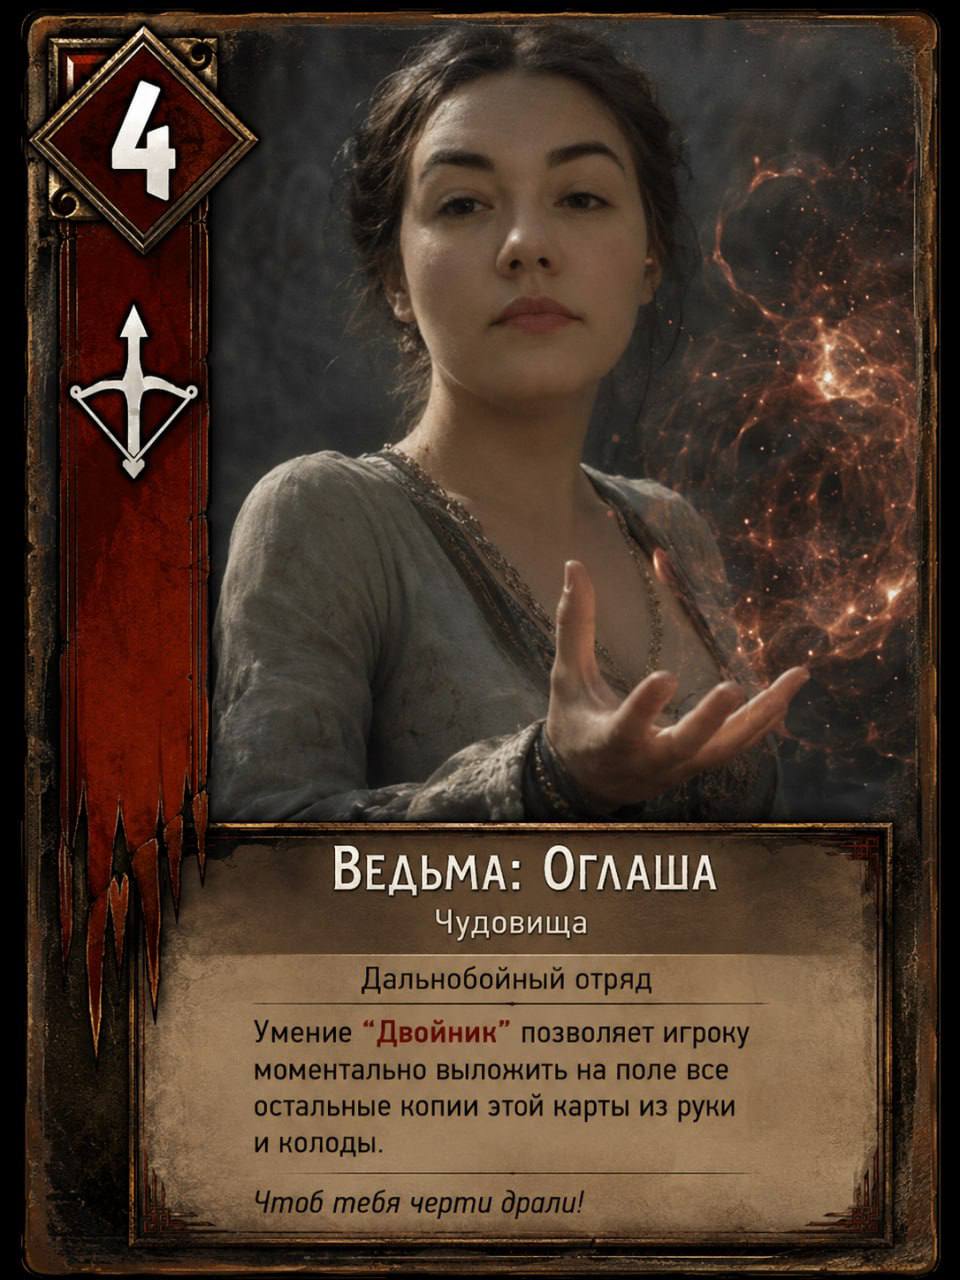 4
Ведьма: Оглаша
Чудовища
Дальнобойный отряд
Умение “Двойник” позволяет игроку
моментально выложить на поле все
остальные копии этой карты из руки
и колоды.
Чтоб тебя черти драли!